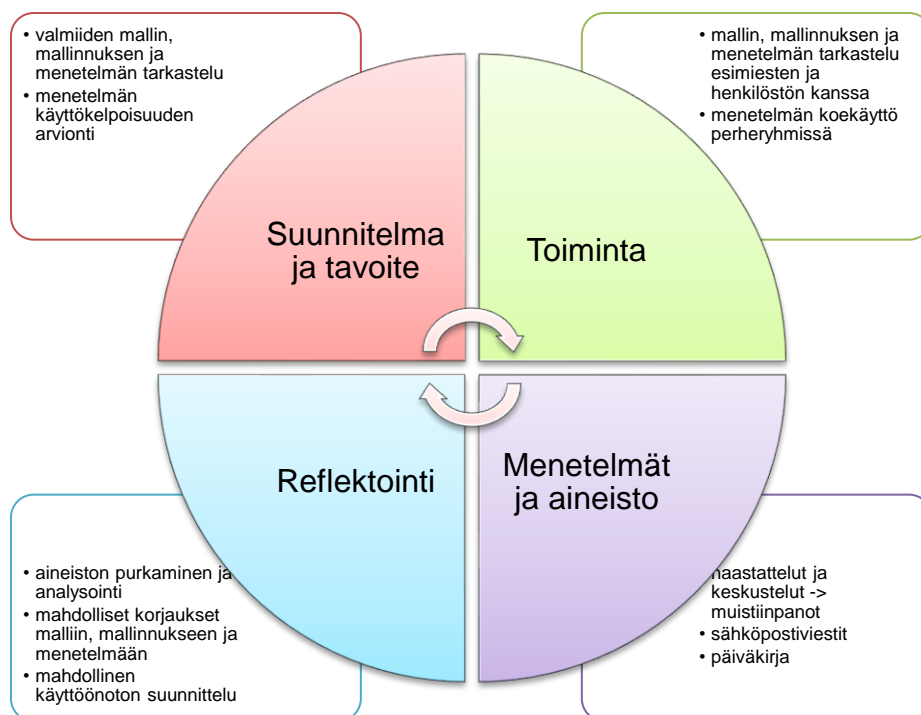 • valmiiden mallin,
mallinnuksen ja
menetelmän tarkastelu
• menetelmän
käyttökelpoisuuden
arvionti
• mallin, mallinnuksen ja
menetelmän tarkastelu
esimiesten ja
henkilöstön kanssa
• menetelmän koekäyttö
perheryhmissä
Suunnitelma
ja tavoite
Toiminta
Reflektointi
Menetelmät
ja aineisto
• aineiston purkaminen ja
analysointi
• mahdolliset korjaukset
malliin, mallinnukseen ja
menetelmään
• mahdollinen
käyttöönoton suunnittelu
haastattelut ja
keskustelut ->
muistiinpanot
• sähköpostiviestit
• päiväkirja